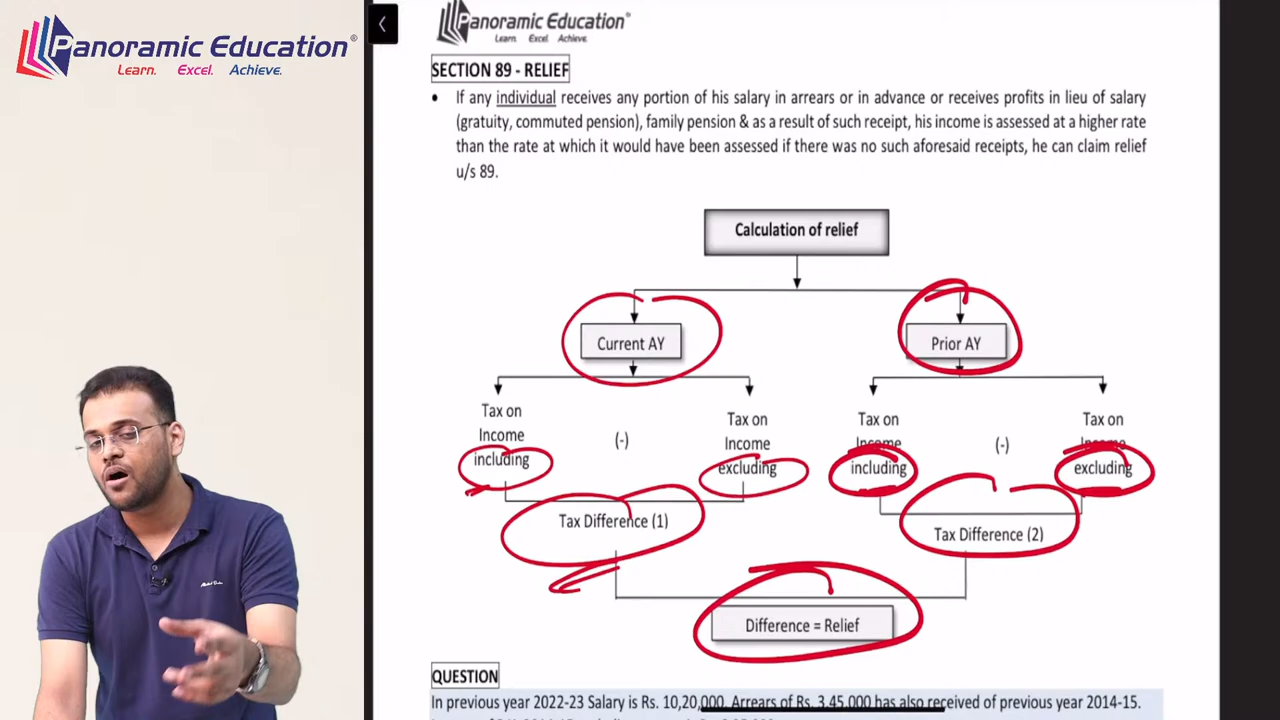 Panoramic Education®
Learn. Excel. Achieve.
Panoramic Education®
Learn. Excel. Achieve.
SECTION 89 - RELIEF
• If any individual receives any portion of his salary in arrears or in advance or receives profits in lieu of salary
(gratuity, commuted pension), family pension & as a result of such receipt, his income is assessed at a higher rate
than the rate at which it would have been assessed if there was no such aforesaid receipts, he can claim relief
u/s 89.
Calculation of relief
Current AY
Prior AY
Tax on
Income
including
(-)
Tax on
Income
excluding
Tax on
Income
including
(-)
Tax on
Income
excluding
Tax Difference (1)
Tax Difference (2)
Difference = Relief
QUESTION
In previous year 2022-23 Salary is Rs. 10,20,000. Arrears of Rs. 3,45,000 has also received of previous year 2014-15.